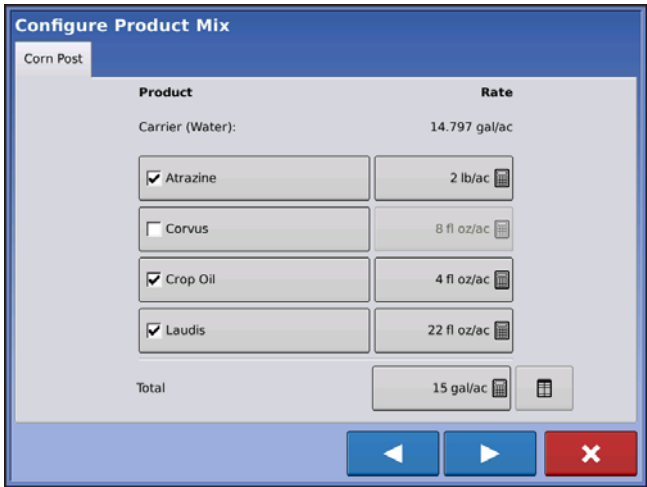 Configure Product Mix
Corn Post
Product Rate
Carrier (Water): 14.797 gal/ac
Atrazine 2 lb/ac
Corvus 8 fl oz/ac
Crop Oil 4 fl oz/ac
Laudis 22 fl oz/ac
Total 15 gal/ac